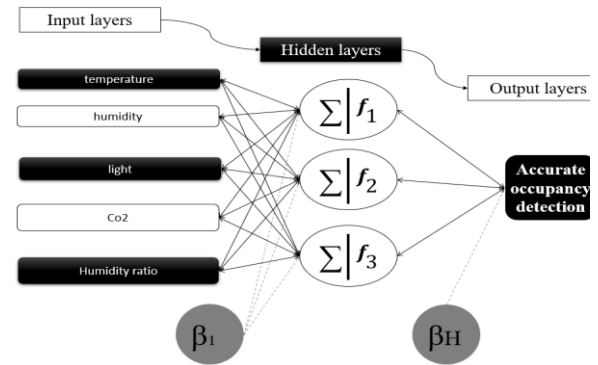 Input layers
Hidden layers
Output layers
temperature
humidity
light
Co2
Humidity ratio
∑|f₁
∑|f₂
∑|f₃
Accurate
occupancy
detection
β₁
βH